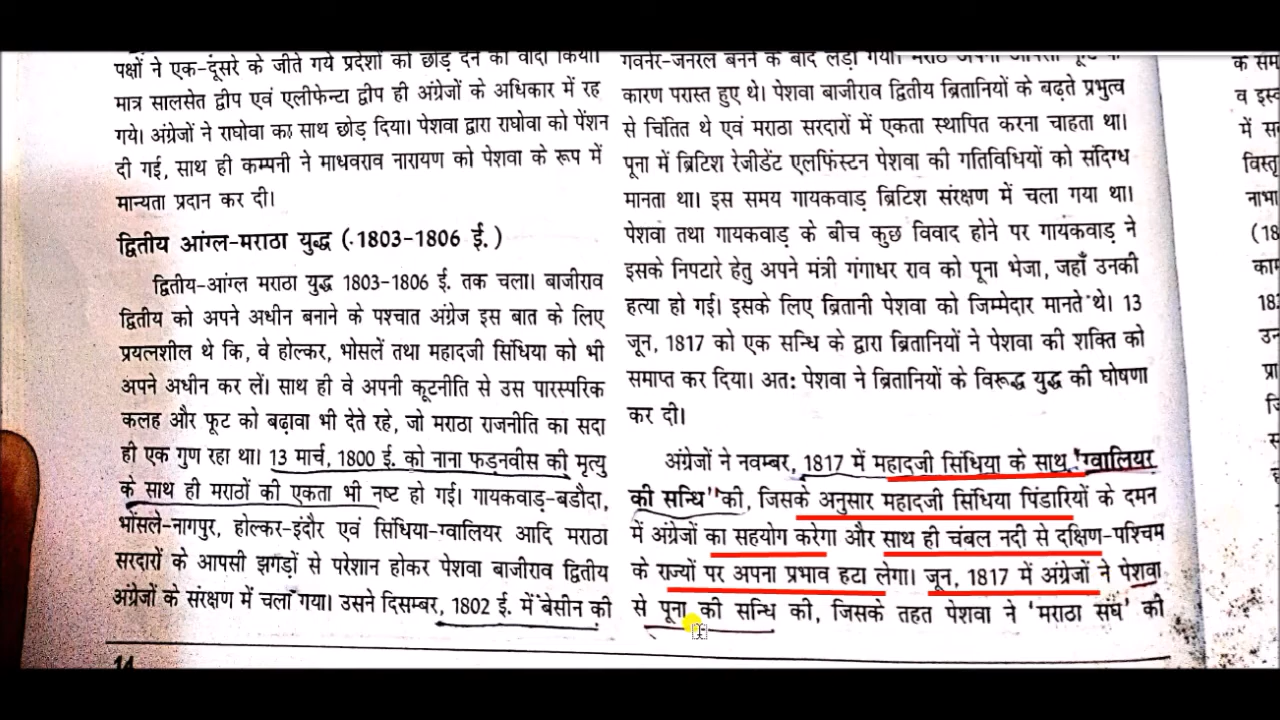 पक्षों ने एक-दूसरे के जीते गये प्रदेशों को छोड़ देने का वादा किया।
मात्र सालसेत द्वीप एवं एलीफेन्टा द्वीप ही अंग्रेजों के अधिकार में रह
गये। अंग्रेजों ने राघोवा का साथ छोड़ दिया। पेशवा द्वारा राघोवा को पेंशन
दी गई, साथ ही कम्पनी ने माधवराव नारायण को पेशवा के रूप में
मान्यता प्रदान कर दी।
द्वितीय आंग्ल-मराठा युद्ध (1803-1806 ई.)
द्वितीय-आंग्ल मराठा युद्ध 1803-1806 ई. तक चला। बाजीराव
द्वितीय को अपने अधीन बनाने के पश्चात अंग्रेज इस बात के लिए
प्रयत्नशील थे कि, वे होल्कर, भोसलें तथा महादजी सिंधिया को भी
अपने अधीन कर लें। साथ ही वे अपनी कूटनीति से उस पारस्परिक
कलह और फूट को बढ़ावा भी देते रहे, जो मराठा राजनीति का सदा
ही एक गुण रहा था। 13 मार्च, 1800 ई. को नाना फड़नवीस की मृत्यु
के साथ ही मराठों की एकता भी नष्ट हो गई। गायकवाड़-बडौदा,
भोंसले-नागपुर, होल्कर-इंदौर एवं सिंधिया-ग्वालियर आदि मराठा
सरदारों के आपसी झगड़ों से परेशान होकर पेशवा बाजीराव द्वितीय
अंग्रेजों के संरक्षण में चला गया। उसने दिसम्बर, 1802 ई. में बेसीन की
14
गवर्नर-जनरल बनने के बाद लड़ा गया। मराठे अपनी आपसी फूट के
कारण परास्त हुए थे। पेशवा बाजीराव द्वितीय ब्रितानियों के बढ़ते प्रभुत्व
से चिंतित थे एवं मराठा सरदारों में एकता स्थापित करना चाहता था।
पूना में ब्रिटिश रेजीडेंट एलफिंस्टन पेशवा की गतिविधियों को संदिग्ध
मानता था। इस समय गायकवाड़ ब्रिटिश संरक्षण में चला गया था।
पेशवा तथा गायकवाड़ के बीच कुछ विवाद होने पर गायकवाड़ ने
इसके निपटारे हेतु अपने मंत्री गंगाधर राव को पूना भेजा, जहाँ उनकी
हत्या हो गई। इसके लिए ब्रितानी पेशवा को जिम्मेदार मानते थे। 13
जून, 1817 को एक सन्धि के द्वारा ब्रितानियों ने पेशवा की शक्ति को
समाप्त कर दिया। अतः पेशवा ने ब्रितानियों के विरूद्ध युद्ध की घोषणा
कर दी।
अंग्रेजों ने नवम्बर, 1817 में महादजी सिंधिया के साथ 'ग्वालियर
की सन्धि" की, जिसके अनुसार महादजी सिंधिया पिंडारियों के दमन
में अंग्रेजों का सहयोग करेगा और साथ ही चंबल नदी से दक्षिण-पश्चिम
के राज्यों पर अपना प्रभाव हटा लेगा। जून, 1817 में अंग्रेजों ने पेशवा
से पूना की सन्धि की, जिसके तहत पेशवा ने 'मराठा संघ' की